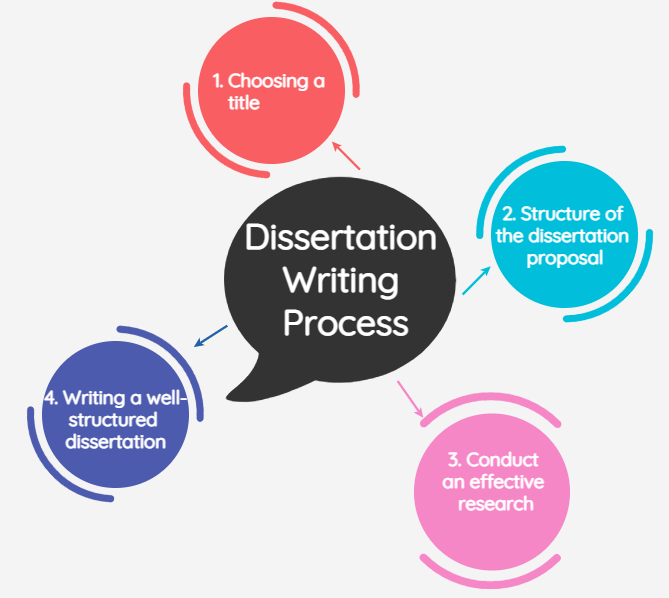 1. Choosing a
title
Dissertation
Writing
Process
2. Structure of
the dissertation
proposal
3. Conduct
an effective
research
4. Writing a well-
structured
dissertation